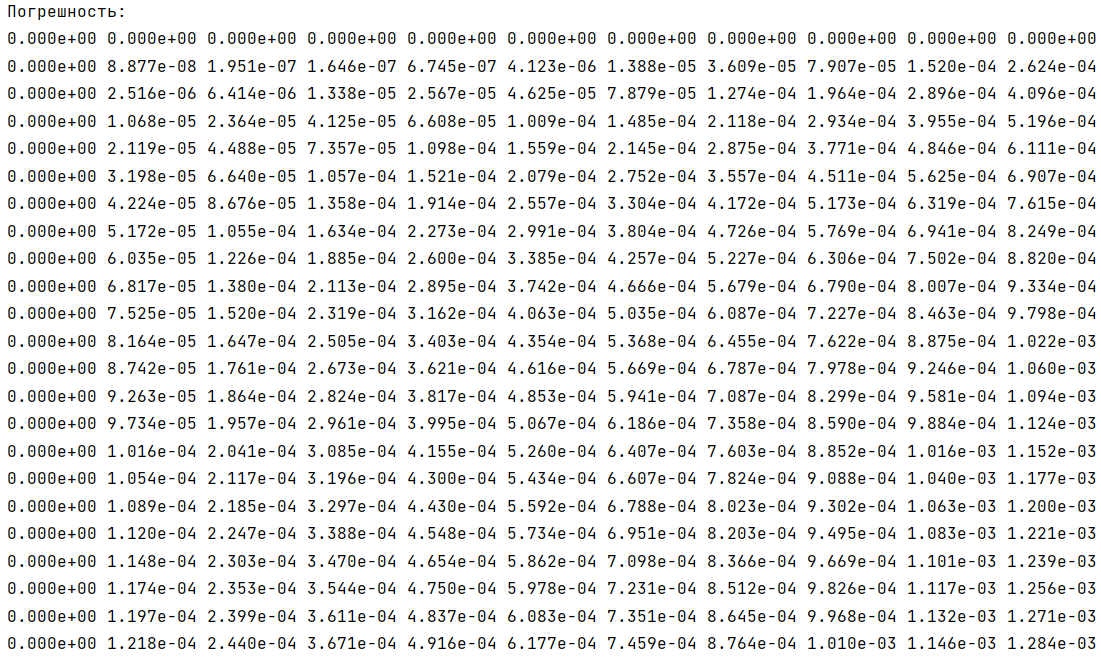 Погрешность:
0.000e+00 0.000e+00 0.000e+00 0.000e+00 0.000e+00 0.000e+00 0.000e+00 0.000e+00 0.000e+00 0.000e+00 0.000e+00
0.000e+00 8.877e-08 1.951e-07 1.646e-07 6.745e-07 4.123e-06 1.388e-05 3.609e-05 7.907e-05 1.520e-04 2.624e-04
0.000e+00 2.516e-06 6.414e-06 1.338e-05 2.567e-05 4.625e-05 7.879e-05 1.274e-04 1.964e-04 2.896e-04 4.096e-04
0.000e+00 1.068e-05 2.364e-05 4.125e-05 6.608e-05 1.009e-04 1.485e-04 2.118e-04 2.934e-04 3.955e-04 5.196e-04
0.000e+00 2.119e-05 4.488e-05 7.357e-05 1.098e-04 1.559e-04 2.145e-04 2.875e-04 3.771e-04 4.846e-04 6.111e-04
0.000e+00 3.198e-05 6.640e-05 1.057e-04 1.521e-04 2.079e-04 2.752e-04 3.557e-04 4.511e-04 5.625e-04 6.907e-04
0.000e+00 4.224e-05 8.676e-05 1.358e-04 1.914e-04 2.557e-04 3.304e-04 4.172e-04 5.173e-04 6.319e-04 7.615e-04
0.000e+00 5.172e-05 1.055e-04 1.634e-04 2.273e-04 2.991e-04 3.804e-04 4.726e-04 5.769e-04 6.941e-04 8.249e-04
0.000e+00 6.035e-05 1.226e-04 1.885e-04 2.600e-04 3.385e-04 4.257e-04 5.227e-04 6.306e-04 7.502e-04 8.820e-04
0.000e+00 6.817e-05 1.380e-04 2.113e-04 2.895e-04 3.742e-04 4.666e-04 5.679e-04 6.790e-04 8.007e-04 9.334e-04
0.000e+00 7.525e-05 1.520e-04 2.319e-04 3.162e-04 4.063e-04 5.035e-04 6.087e-04 7.227e-04 8.463e-04 9.798e-04
0.000e+00 8.164e-05 1.647e-04 2.505e-04 3.403e-04 4.354e-04 5.368e-04 6.455e-04 7.622e-04 8.875e-04 1.022e-03
0.000e+00 8.742e-05 1.761e-04 2.673e-04 3.621e-04 4.616e-04 5.669e-04 6.787e-04 7.978e-04 9.246e-04 1.060e-03
0.000e+00 9.263e-05 1.864e-04 2.824e-04 3.817e-04 4.853e-04 5.941e-04 7.087e-04 8.299e-04 9.581e-04 1.094e-03
0.000e+00 9.734e-05 1.957e-04 2.961e-04 3.995e-04 5.067e-04 6.186e-04 7.358e-04 8.590e-04 9.884e-04 1.124e-03
0.000e+00 1.016e-04 2.041e-04 3.085e-04 4.155e-04 5.260e-04 6.407e-04 7.603e-04 8.852e-04 1.016e-03 1.152e-03
0.000e+00 1.054e-04 2.117e-04 3.196e-04 4.300e-04 5.434e-04 6.607e-04 7.824e-04 9.088e-04 1.040e-03 1.177e-03
0.000e+00 1.089e-04 2.185e-04 3.297e-04 4.430e-04 5.592e-04 6.788e-04 8.023e-04 9.302e-04 1.063e-03 1.200e-03
0.000e+00 1.120e-04 2.247e-04 3.388e-04 4.548e-04 5.734e-04 6.951e-04 8.203e-04 9.495e-04 1.083e-03 1.221e-03
0.000e+00 1.148e-04 2.303e-04 3.470e-04 4.654e-04 5.862e-04 7.098e-04 8.366e-04 9.669e-04 1.101e-03 1.239e-03
0.000e+00 1.174e-04 2.353e-04 3.544e-04 4.750e-04 5.978e-04 7.231e-04 8.512e-04 9.826e-04 1.117e-03 1.256e-03
0.000e+00 1.197e-04 2.399e-04 3.611e-04 4.837e-04 6.083e-04 7.351e-04 8.645e-04 9.968e-04 1.132e-03 1.271e-03
0.000e+00 1.218e-04 2.440e-04 3.671e-04 4.916e-04 6.177e-04 7.459e-04 8.764e-04 1.010e-03 1.146e-03 1.284e-03